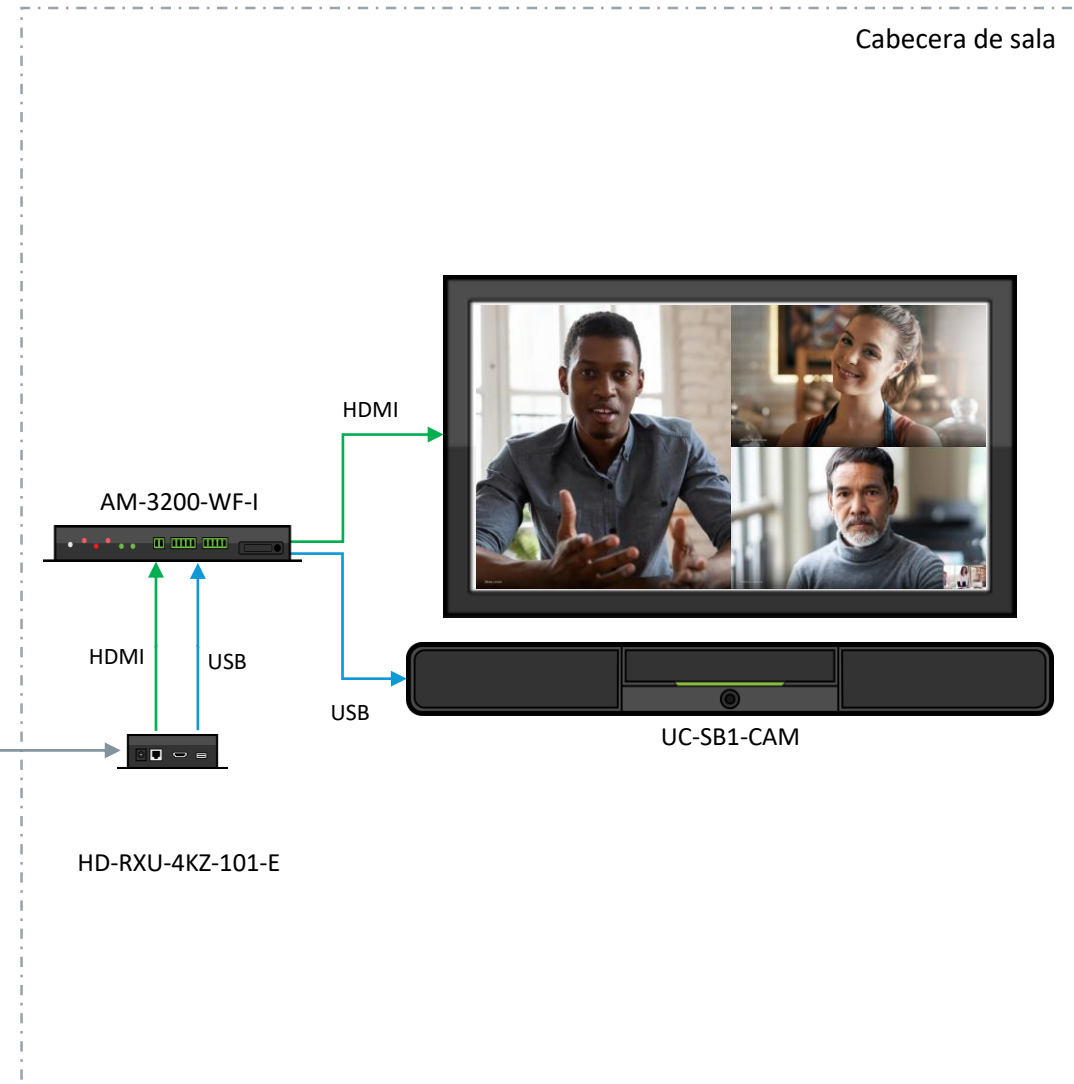 Cabecera de sala
HDMI
AM-3200-WF-I
HDMI
USB
USB
UC-SB1-CAM
HD-RXU-4KZ-101-E